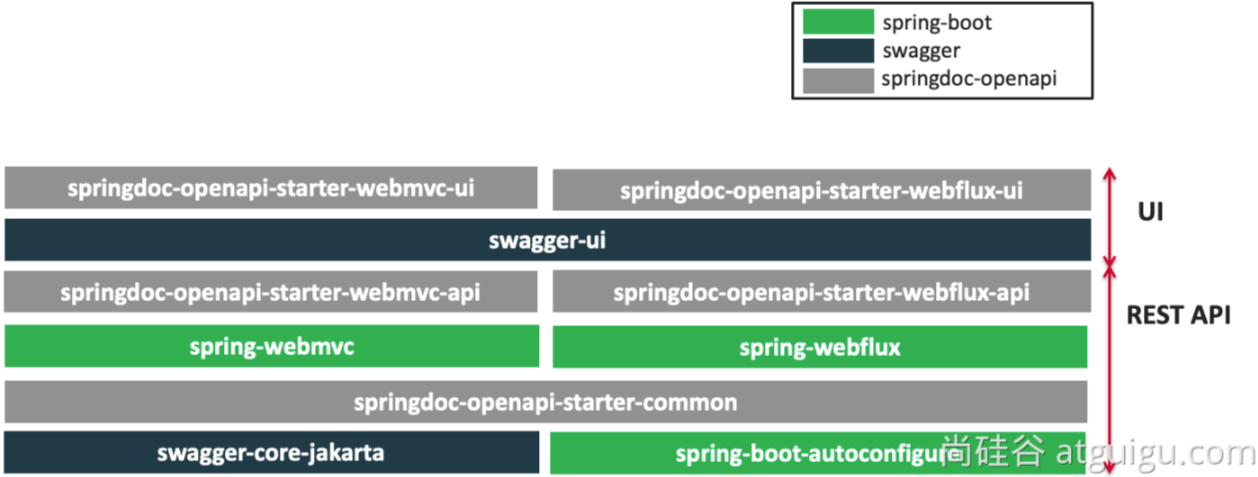 spring-boot
swagger
springdoc-openapi
springdoc-openapi-starter-webmvc-ui
springdoc-openapi-starter-webflux-ui
UI
swagger-ui
springdoc-openapi-starter-webmvc-api
springdoc-openapi-starter-webflux-api
REST API
spring-webmvc
spring-webflux
springdoc-openapi-starter-common
swagger-core-jakarta
spring-boot-autoconfigure
尚硅谷 atguigu.com